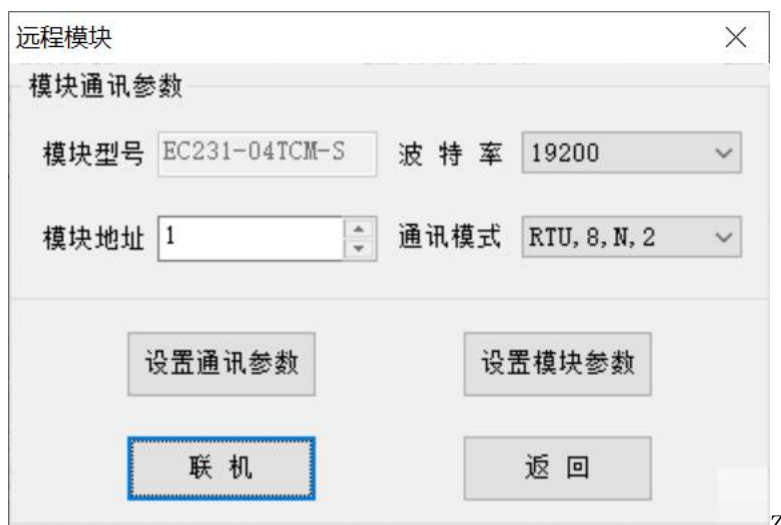 远程模块
模块通讯参数
模块型号 EC231-04TCM-S 波 特 率 19200
模块地址 1 通讯模式 RTU,8,N,2
设置通讯参数 设置模块参数
联 机 返 回